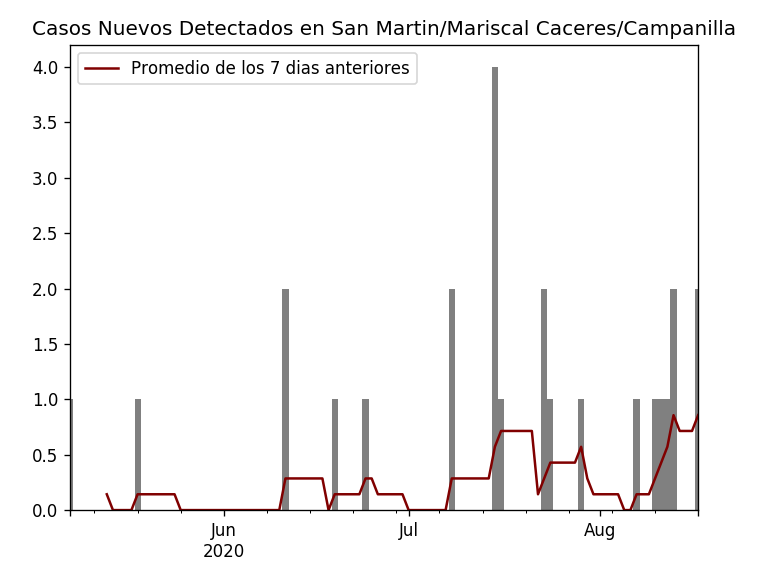 Casos Nuevos Detectados en San Martin/Mariscal Caceres/Campanilla
Promedio de los 7 dias anteriores
4.0
3.5
3.0
2.5
2.0
1.5
1.0
0.5
0.0
Jun
2020
Jul
Aug